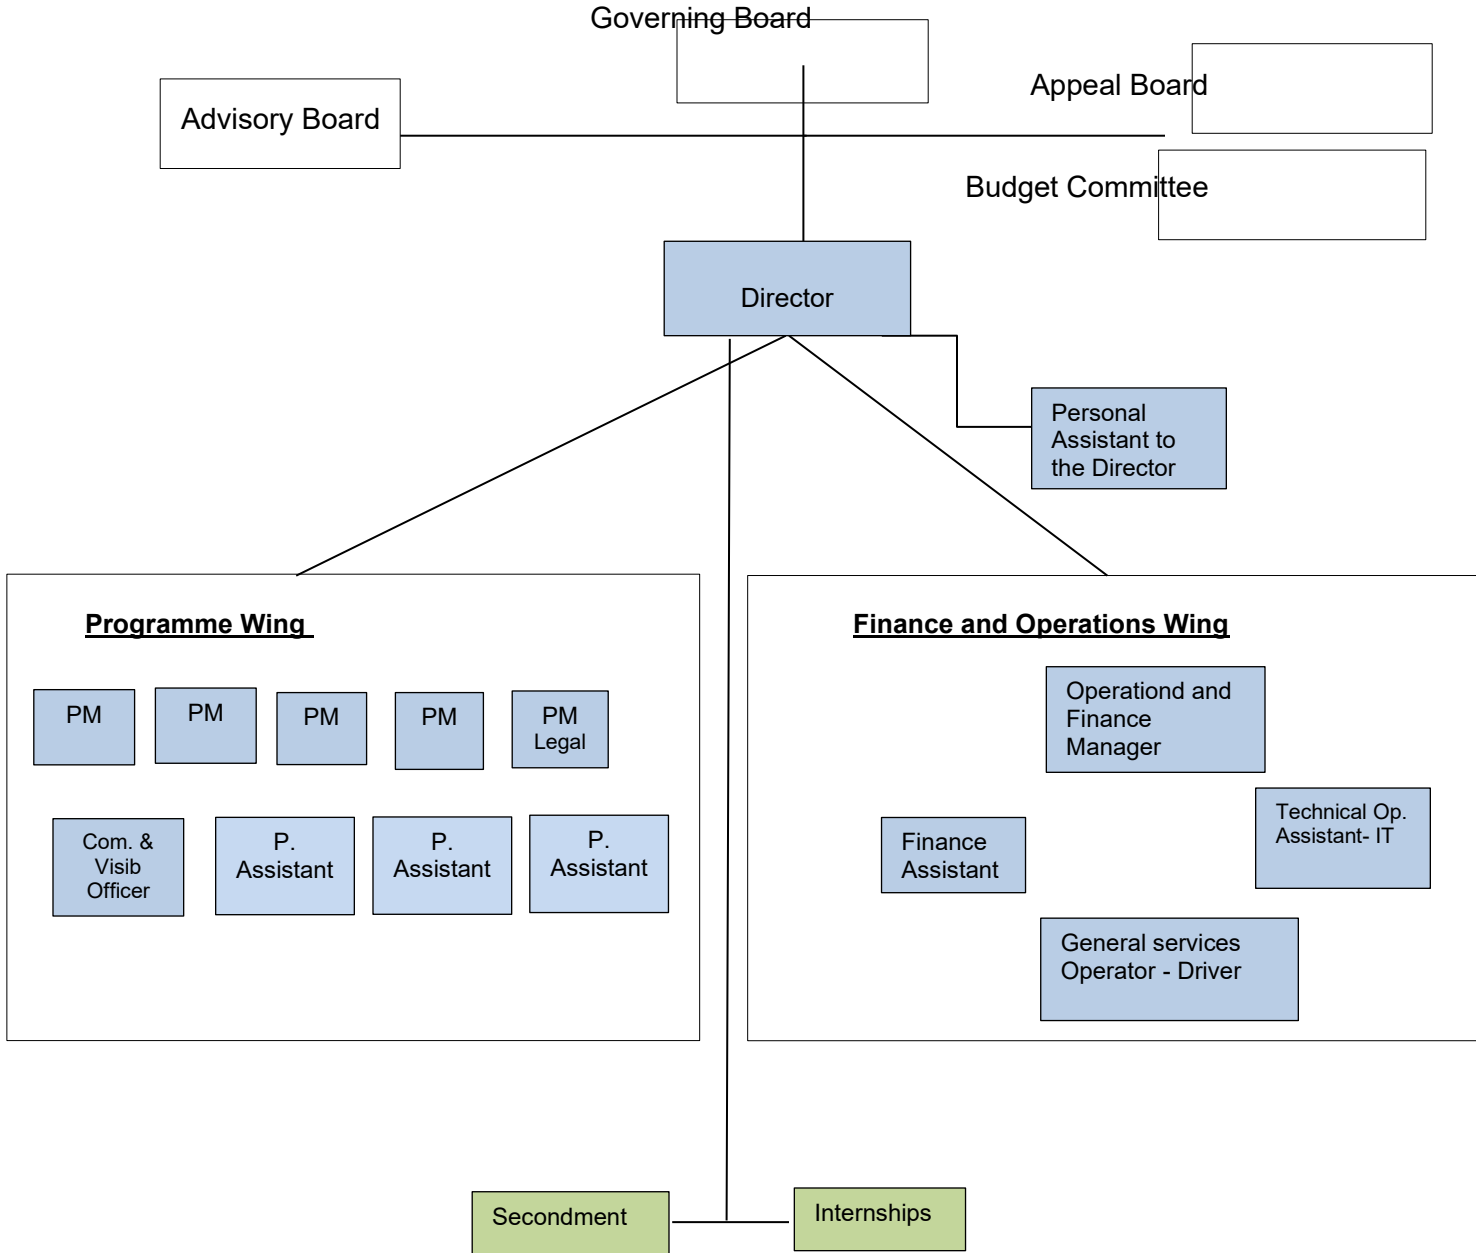 Governing Board
Appeal Board
Advisory Board
Budget Committee
Director
Personal
Assistant to
the Director
Programme Wing
PM
PM
PM
PM
PM
Legal
Com. &
Visib
Officer
P.
Assistant
P.
Assistant
P.
Assistant
Finance and Operations Wing
Operationd and
Finance
Manager
Technical Op.
Assistant- IT
Finance
Assistant
General services
Operator - Driver
Secondment
Internships